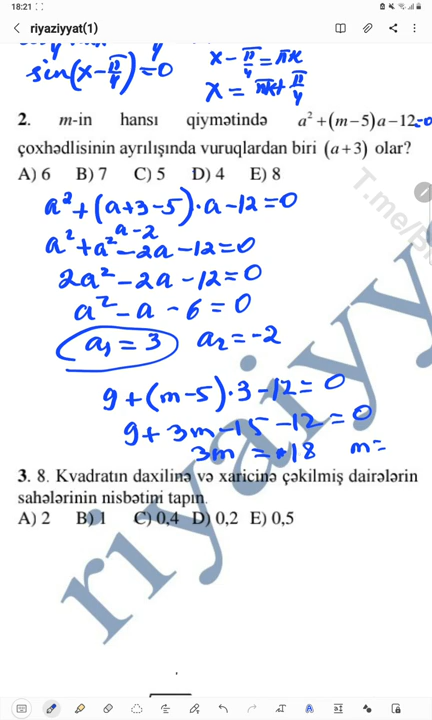 18:21
riyaziyyat(1)
sin(x-π/4)=0
x-π/4=πk
x=πk+π/4
2. m-in hansı qiymətində a²+(m-5)a-12=0
çoxhədlisinin ayrılışında vuruqlardan biri (a+3) olar?
A) 6 B) 7 C) 5 D) 4 E) 8
a²+(a+3-5)·a-12=0
a-2
a²+a²-2a-12=0
2a²-2a-12=0
a²-a-6=0
a₁=3 a₂=-2
9+(m-5)·3-12=0
9+3m-15-12=0
3m=+18 m=
3. 8. Kvadratın daxilinə və xaricinə çəkilmiş dairələrin
sahələrinin nisbətini tapın.
A) 2 B) 1 C) 0,4 D) 0,2 E) 0,5